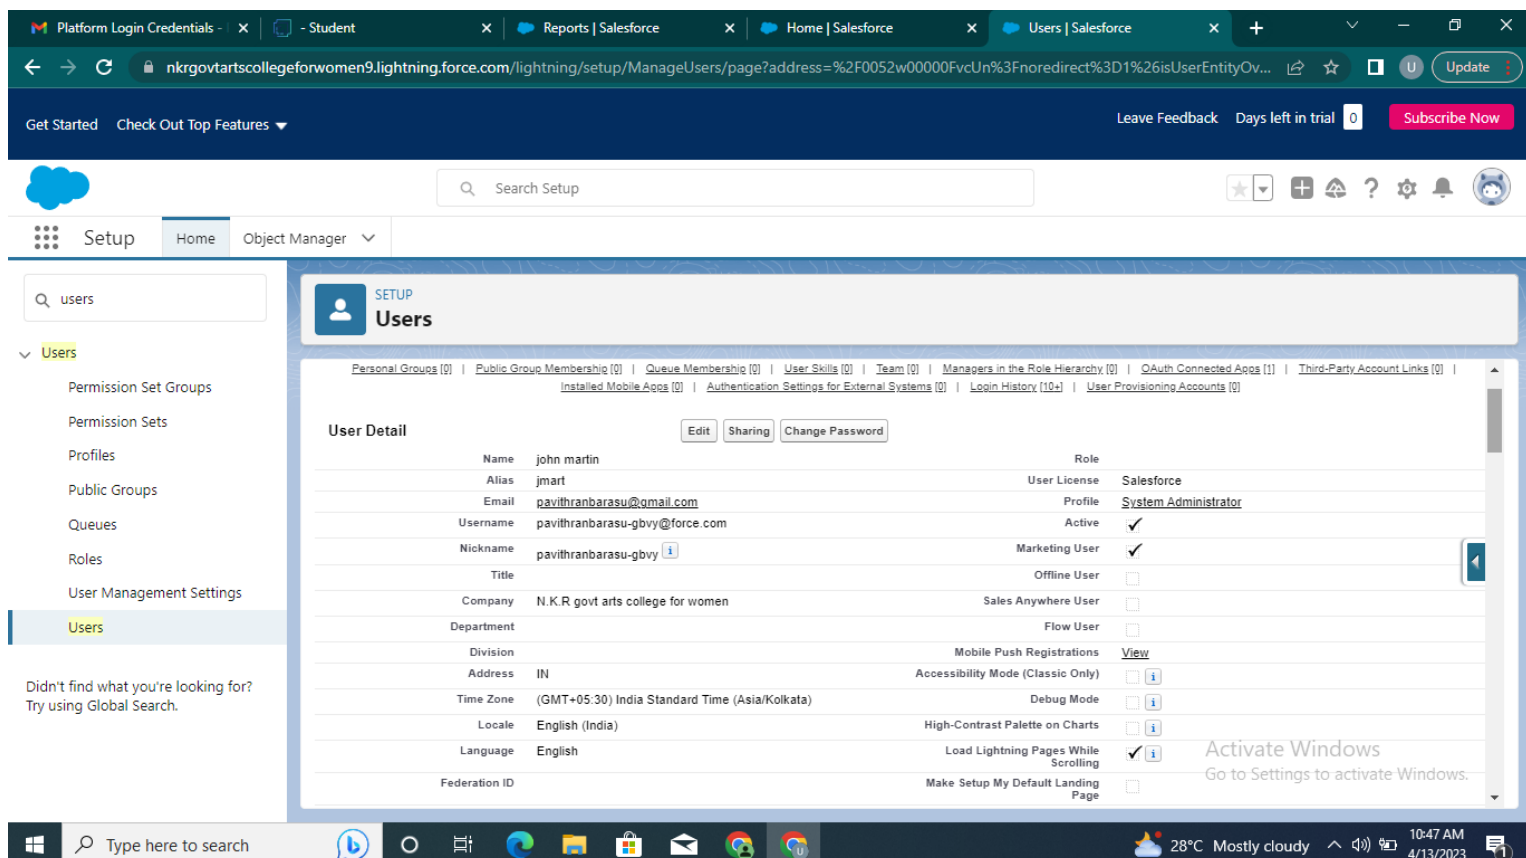 Platform Login Credentials -
- Student
Reports | Salesforce
Home | Salesforce
Users | Salesforce
nkrgovtartscollegeforwomen9.lightning.force.com/lightning/setup/ManageUsers/page?address=%2F0052w00000FvcUn%3Fnoredirect%3D1%26isUserEntityOv...
U
Update
Get Started
Check Out Top Features
Leave Feedback
Days left in trial 0
Subscribe Now
Search Setup
Setup
Home
Object Manager
users
Users
Permission Set Groups
Permission Sets
Profiles
Public Groups
Queues
Roles
User Management Settings
Users
Didn't find what you're looking for?
Try using Global Search.
SETUP
Users
Personal Groups [0] | Public Group Membership [0] | Queue Membership [0] | User Skills [0] | Team [0] | Managers in the Role Hierarchy [0] | OAuth Connected Apps [1] | Third-Party Account Links [0] |
Installed Mobile Apps [0] | Authentication Settings for External Systems [0] | Login History [10+] | User Provisioning Accounts [0]
User Detail
Edit
Sharing
Change Password
Name john martin
Role
Alias jmart
User License Salesforce
Email pavithranbarasu@gmail.com
Profile System Administrator
Username pavithranbarasu-gbvy@force.com
Active
Nickname pavithranbarasu-gbvy i
Marketing User
Title
Offline User
Company N.K.R govt arts college for women
Sales Anywhere User
Department
Flow User
Division
Mobile Push Registrations View
Address IN
Accessibility Mode (Classic Only) i
Time Zone (GMT+05:30) India Standard Time (Asia/Kolkata)
Debug Mode i
Locale English (India)
High-Contrast Palette on Charts i
Language English
Load Lightning Pages While
Scrolling i
Federation ID
Make Setup My Default Landing
Page
Activate Windows
Go to Settings to activate Windows.
Type here to search
28°C Mostly cloudy
10:47 AM
4/13/2023
1